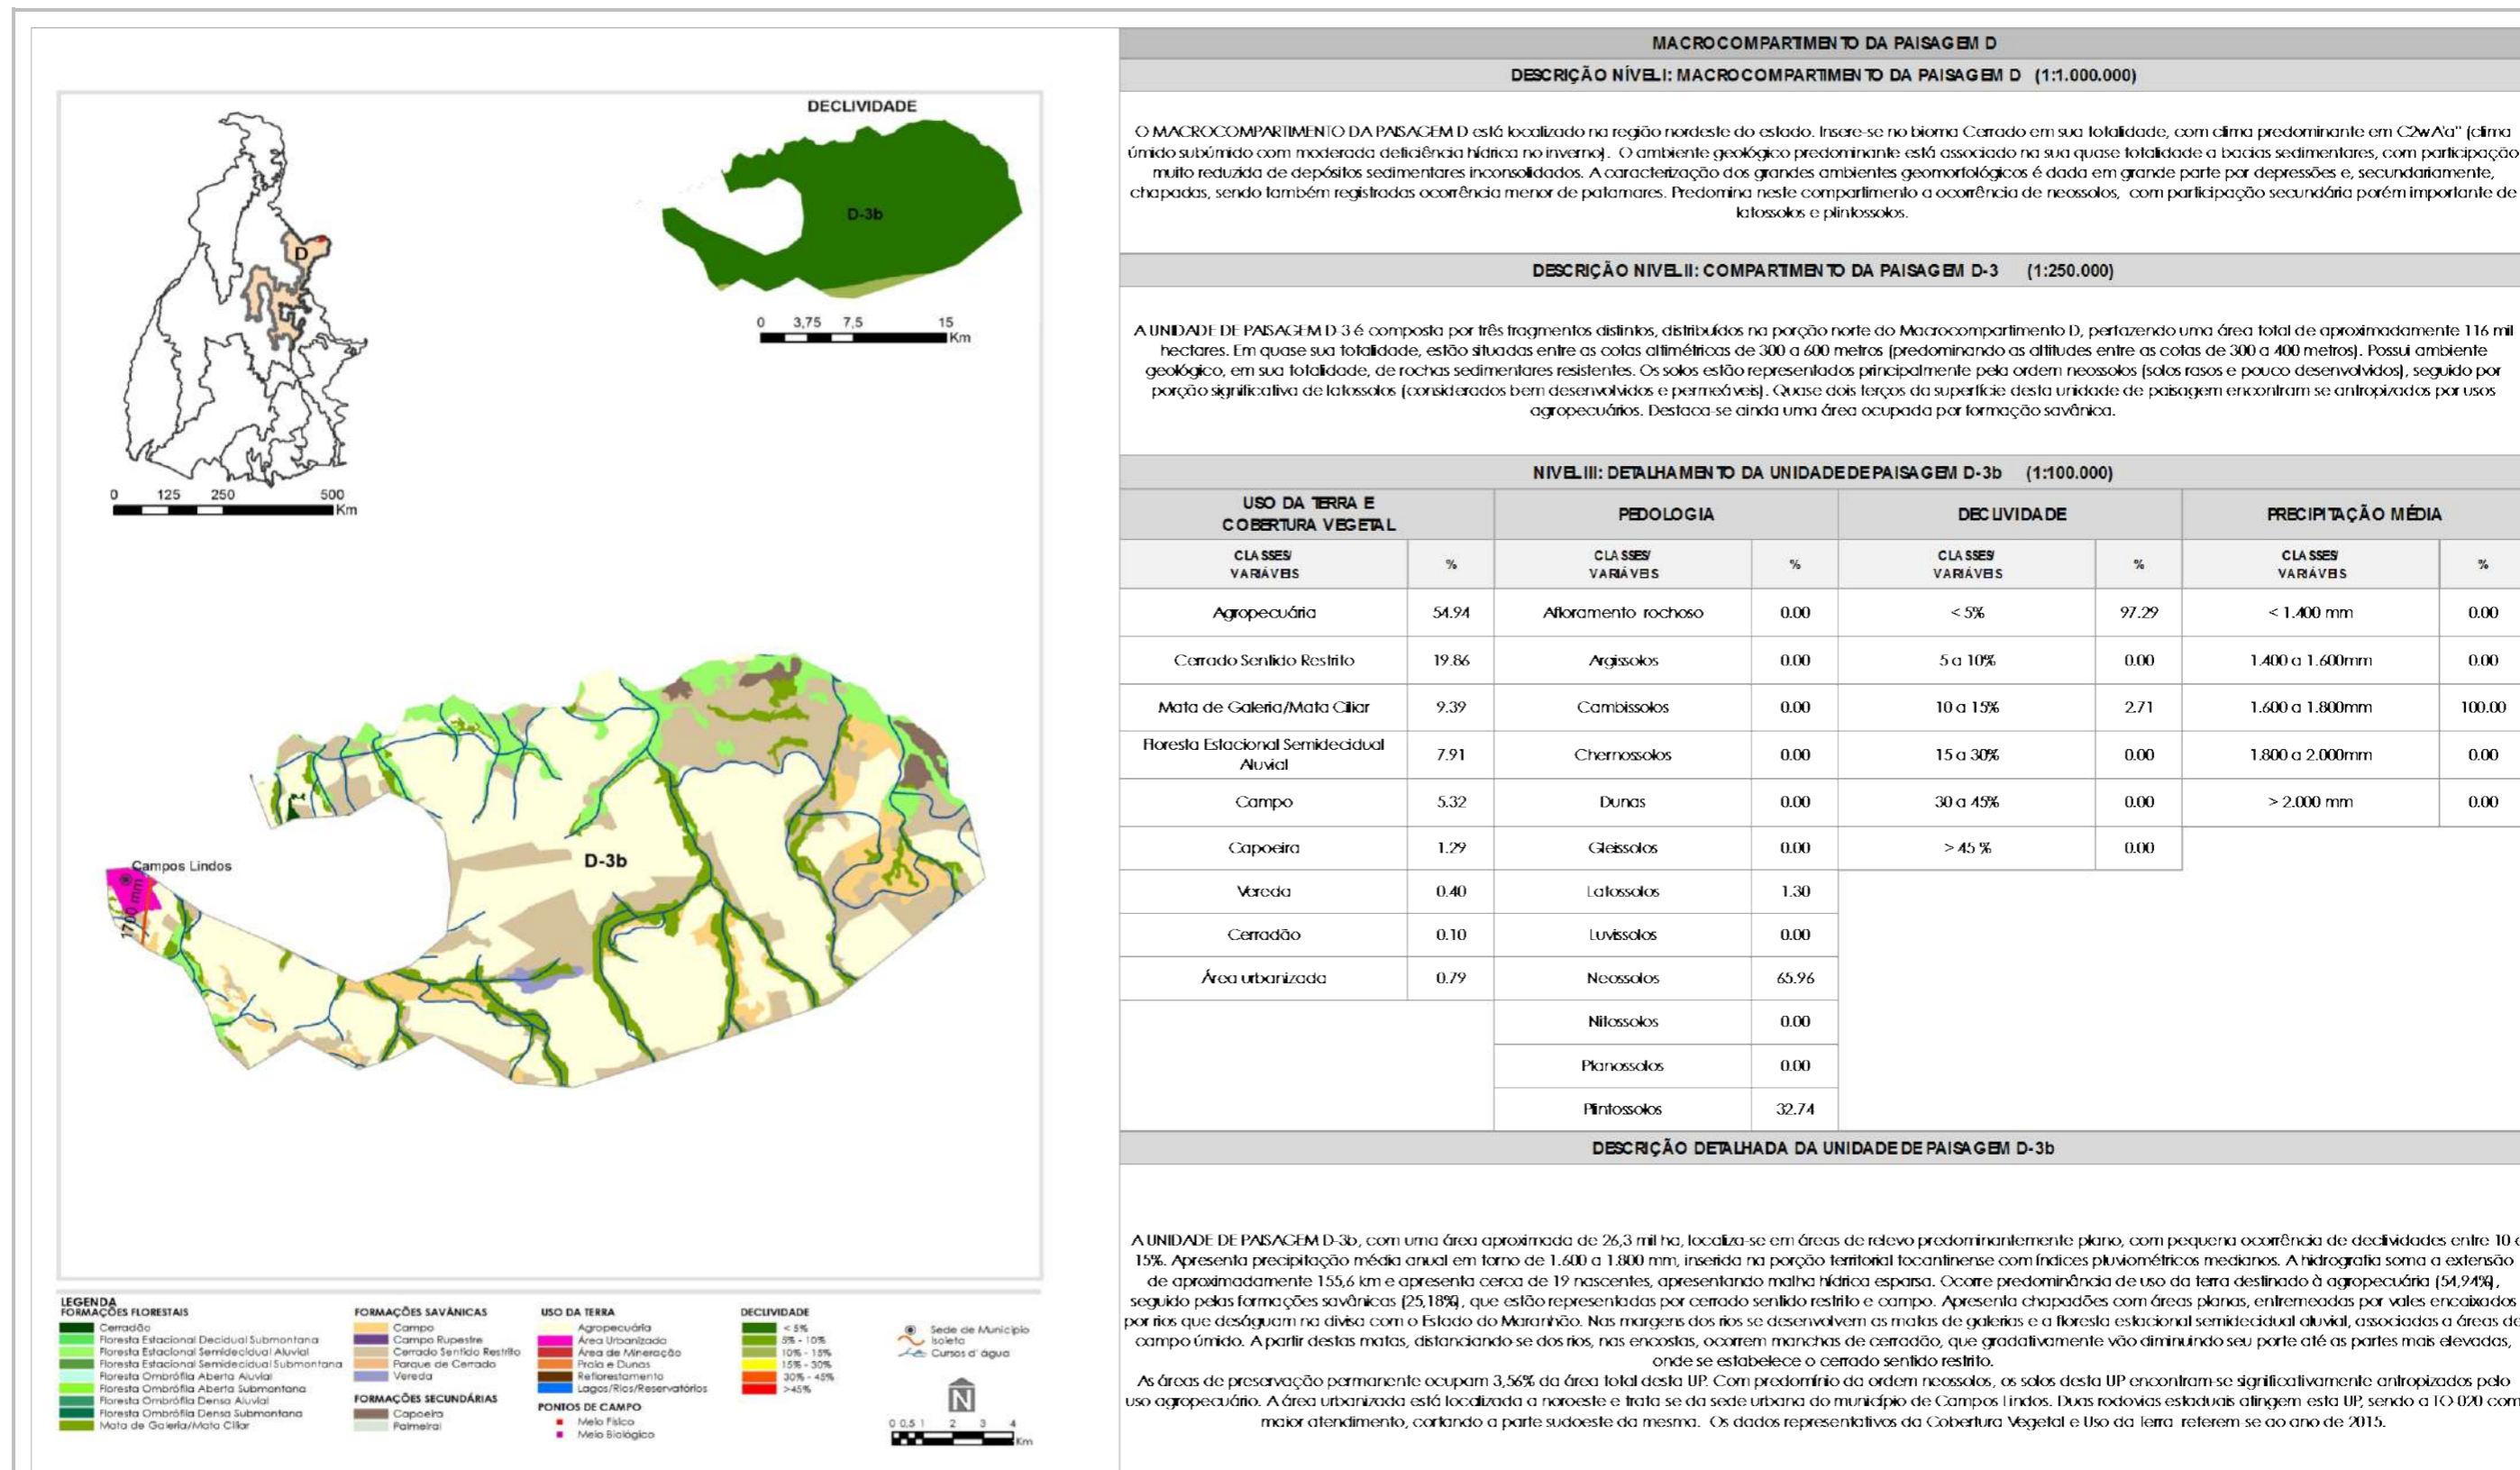 DECLIVIDADE
D-3b
0 3,75 7,5 15
Km
D
0 125 250 500
Km
Campos Lindos
1700 mm
D-3b
LEGENDA
FORMAÇÕES FLORESTAIS
Cerradão
Floresta Estacional Decidual Submontana
Floresta Estacional Semidecidual Aluvial
Floresta Estacional Semidecidual Submontana
Floresta Ombrófila Aberta Aluvial
Floresta Ombrófila Aberta Submontana
Floresta Ombrófila Densa Aluvial
Floresta Ombrófila Densa Submontana
Mata de Galeria/Mata Ciliar
FORMAÇÕES SAVÂNICAS
Campo
Campo Rupestre
Cerrado Sentido Restrito
Parque de Cerrado
Vereda
FORMAÇÕES SECUNDÁRIAS
Capoeira
Palmeiral
USO DA TERRA
Agropecuária
Área Urbanizada
Área de Mineração
Praia e Dunas
Reflorestamento
Lagos/Rios/Reservatórios
PONTOS DE CAMPO
Meio Físico
Meio Biológico
DECLIVIDADE
< 5%
5% - 10%
10% - 15%
15% - 30%
30% - 45%
>45%
Sede de Município
Isoieta
Cursos d' água
N
0 0,5 1 2 3 4
Km
MACROCOMPARTIMENTO DA PAISAGEM D
DESCRIÇÃO NÍVEL I: MACROCOMPARTIMENTO DA PAISAGEM D (1:1.000.000)
O MACROCOMPARTIMENTO DA PAISAGEM D está localizado na região nordeste do estado. Insere-se no bioma Cerrado em sua totalidade, com clima predominante em C2wA'a" (clima
úmido subúmido com moderada deficiência hídrica no inverno). O ambiente geológico predominante está associado na sua quase totalidade a bacias sedimentares, com participação
muito reduzida de depósitos sedimentares inconsolidados. A caracterização dos grandes ambientes geomorfológicos é dada em grande parte por depressões e, secundariamente,
chapadas, sendo também registradas ocorrência menor de patamares. Predomina neste compartimento a ocorrência de neossolos, com participação secundária porém importante de
latossolos e plintossolos.
DESCRIÇÃO NIVEL II: COMPARTIMENTO DA PAISAGEM D-3 (1:250.000)
A UNIDADE DE PAISAGEM D 3 é composta por três fragmentos distintos, distribuídos na porção norte do Macrocompartimento D, perfazendo uma área total de aproximadamente 116 mil
hectares. Em quase sua totalidade, estão situadas entre as cotas altimétricas de 300 a 600 metros (predominando as altitudes entre as cotas de 300 a 400 metros). Possui ambiente
geológico, em sua totalidade, de rochas sedimentares resistentes. Os solos estão representados principalmente pela ordem neossolos (solos rasos e pouco desenvolvidos), seguido por
porção significativa de latossolos (considerados bem desenvolvidos e permeáveis). Quase dois terços da superfície desta unidade de paisagem encontram se antropizados por usos
agropecuários. Destaca-se ainda uma área ocupada por formação savânica.
NIVEL III: DETALHAMENTO DA UNIDADE DE PAISAGEM D-3b (1:100.000)
USO DA TERRA E
COBERTURA VEGETAL
PEDOLOGIA
DECLIVIDADE
PRECIPITAÇÃO MÉDIA
CLASSES/ % CLASSES/ % CLASSES/ % CLASSES/ %
VARIÁVEIS VARIÁVEIS VARIÁVEIS VARIÁVEIS
Agropecuária 54.94 Afloramento rochoso 0.00 < 5% 97.29 < 1.400 mm 0.00
Cerrado Sentido Restrito 19.86 Argissolos 0.00 5 a 10% 0.00 1.400 a 1.600mm 0.00
Mata de Galeria/Mata Ciliar 9.39 Cambissolos 0.00 10 a 15% 2.71 1.600 a 1.800mm 100.00
Floresta Estacional Semidecidual
Aluvial 7.91 Chernossolos 0.00 15 a 30% 0.00 1.800 a 2.000mm 0.00
Campo 5.32 Dunas 0.00 30 a 45% 0.00 > 2.000 mm 0.00
Capoeira 1.29 Gleissolos 0.00 > 45 % 0.00
Vereda 0.40 Latossolos 1.30
Cerradão 0.10 Luvissolos 0.00
Área urbanizada 0.79 Neossolos 65.96
Nitossolos 0.00
Planossolos 0.00
Plintossolos 32.74
DESCRIÇÃO DETALHADA DA UNIDADE DE PAISAGEM D-3b
A UNIDADE DE PAISAGEM D-3b, com uma área aproximada de 26,3 mil ha, localiza-se em áreas de relevo predominantemente plano, com pequena ocorrência de declividades entre 10 e
15%. Apresenta precipitação média anual em torno de 1.600 a 1.800 mm, inserida na porção territorial tocantinense com índices pluviométricos medianos. A hidrografia soma a extensão
de aproximadamente 155,6 km e apresenta cerca de 19 nascentes, apresentando malha hídrica esparsa. Ocorre predominância de uso da terra destinado à agropecuária (54,94%),
seguido pelas formações savânicas (25,18%), que estão representadas por cerrado sentido restrito e campo. Apresenta chapadões com áreas planas, entremeadas por vales encaixados
por rios que deságuam na divisa com o Estado do Maranhão. Nas margens dos rios se desenvolvem as matas de galerias e a floresta estacional semidecidual aluvial, associadas a áreas de
campo úmido. A partir destas matas, distanciando-se dos rios, nas encostas, ocorrem manchas de cerradão, que gradativamente vão diminuindo seu porte até as partes mais elevadas,
onde se estabelece o cerrado sentido restrito.
As áreas de preservação permanente ocupam 3,56% da área total desta UP. Com predomínio da ordem neossolos, os solos desta UP encontram-se significativamente antropizados pelo
uso agropecuário. A área urbanizada está localizada a noroeste e trata se da sede urbana do município de Campos Lindos. Duas rodovias estaduais atingem esta UP, sendo a TO 020 com
maior atendimento, cortando a parte sudoeste da mesma. Os dados representativos da Cobertura Vegetal e Uso da Terra referem se ao ano de 2015.